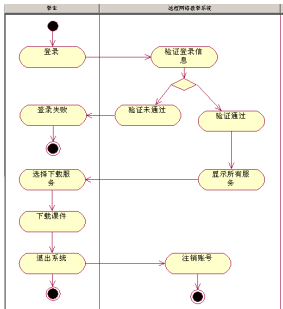 学生
远程网络教学系统
登录
验证登录信
息
登录失败
验证未通过
验证通过
选择下载服
务
显示所有服
务
下载课件
退出系统
注销账号